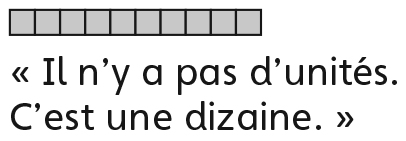 « Il n’y a pas d’unités.
C’est une dizaine. »